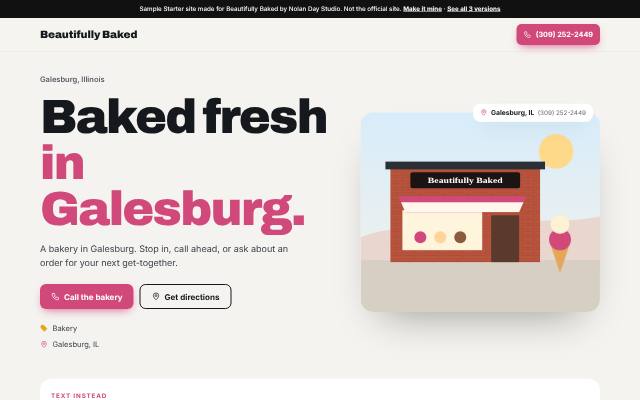 Sample Starter site made for Beautifully Baked by Nolan Day Studio. Not the official site. Make it mine · See all 3 versions
Beautifully Baked
(309) 252-2449
Galesburg, Illinois
Baked fresh
in
Galesburg.
Galesburg, IL (309) 252-2449
Beautifully Baked
A bakery in Galesburg. Stop in, call ahead, or ask about an
order for your next get-together.
Call the bakery
Get directions
Bakery
Galesburg, IL
TEXT INSTEAD